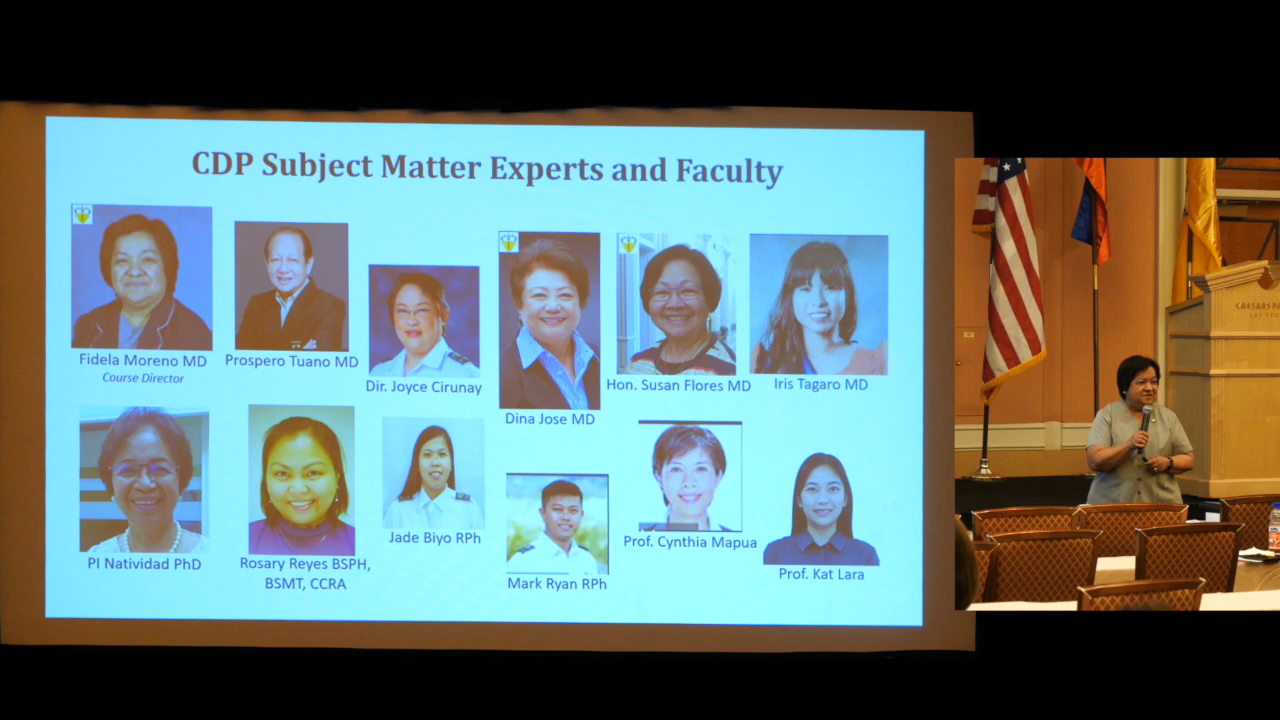 CDP Subject Matter Experts and Faculty
Fidela Moreno MD
Course Director
Prospero Tuano MD
Dir. Joyce Cirunay
Dina Jose MD
Hon. Susan Flores MD
Iris Tagaro MD
PI Natividad PhD
Rosary Reyes BSPH,
BSMT, CCRA
Jade Biyo RPh
Mark Ryan RPh
Prof. Cynthia Mapua
Prof. Kat Lara
CAESARS